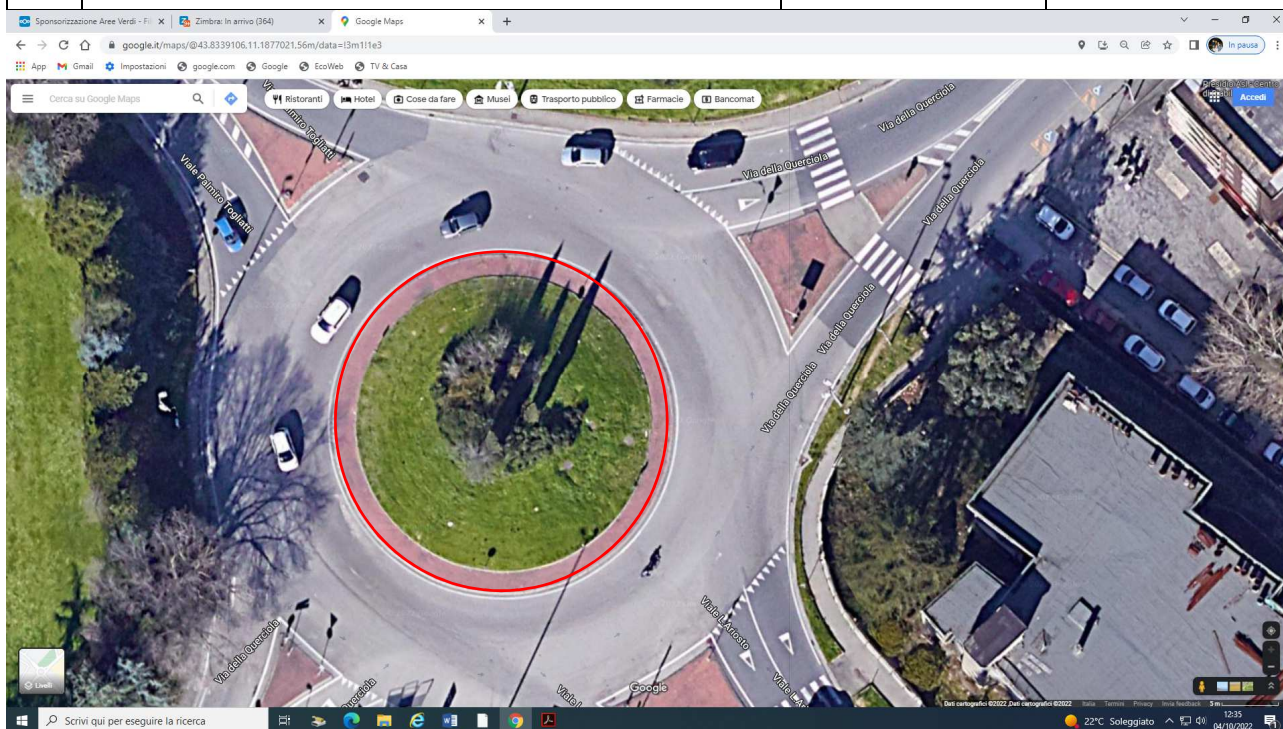 Sponsorizzazione Aree Verdi - Fi
Zimbra: In arrivo (364)
Google Maps
google.it/maps/@43.8339106,11.1877021,56m/data=!3m1!1e3
In pausa
App
Gmail
Impostazioni
google.com
Google
EcoWeb
TV & Casa
Cerca su Google Maps
Ristoranti
Hotel
Cose da fare
Musei
Trasporto pubblico
Farmacie
Bancomat
Accedi
Viale Palmiro Togliatti
Via della Querciola
Via della Querciola
Via della Querciola
Via della Querciola
Via della Querciola
Via della Querciola
Viale L.Ariosto
Viale
Google
Livelli
Dati cartografici ©2022 ,Dati cartografici ©2022 Italia Termini Privacy Invia feedback 5 m
Scrivi qui per eseguire la ricerca
22°C Soleggiato
12:35
04/10/2022